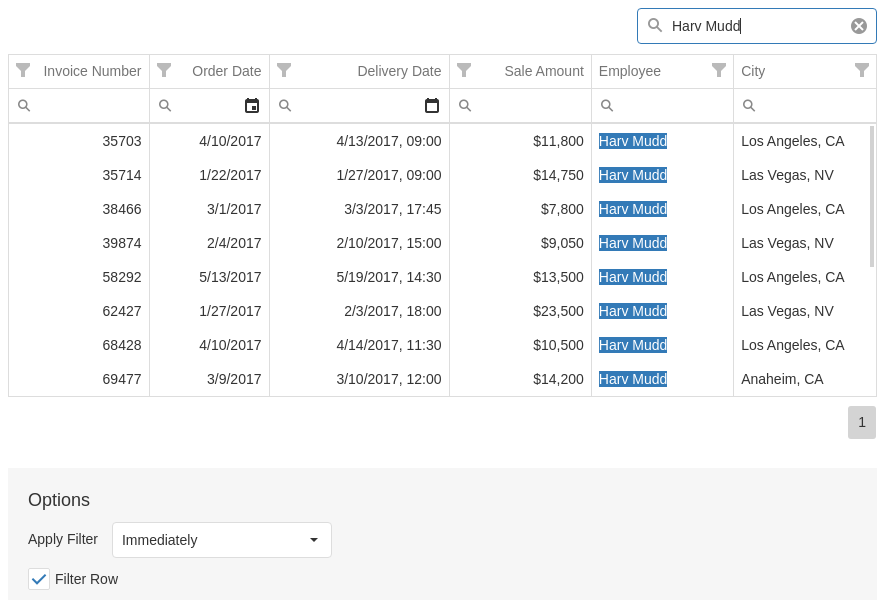 Harv Mudd
Invoice Number Order Date Delivery Date Sale Amount Employee City
35703 4/10/2017 4/13/2017, 09:00 $11,800 Harv Mudd Los Angeles, CA
35714 1/22/2017 1/27/2017, 09:00 $14,750 Harv Mudd Las Vegas, NV
38466 3/1/2017 3/3/2017, 17:45 $7,800 Harv Mudd Los Angeles, CA
39874 2/4/2017 2/10/2017, 15:00 $9,050 Harv Mudd Las Vegas, NV
58292 5/13/2017 5/19/2017, 14:30 $13,500 Harv Mudd Los Angeles, CA
62427 1/27/2017 2/3/2017, 18:00 $23,500 Harv Mudd Las Vegas, NV
68428 4/10/2017 4/14/2017, 11:30 $10,500 Harv Mudd Los Angeles, CA
69477 3/9/2017 3/10/2017, 12:00 $14,200 Harv Mudd Anaheim, CA
1
Options
Apply Filter Immediately
Filter Row